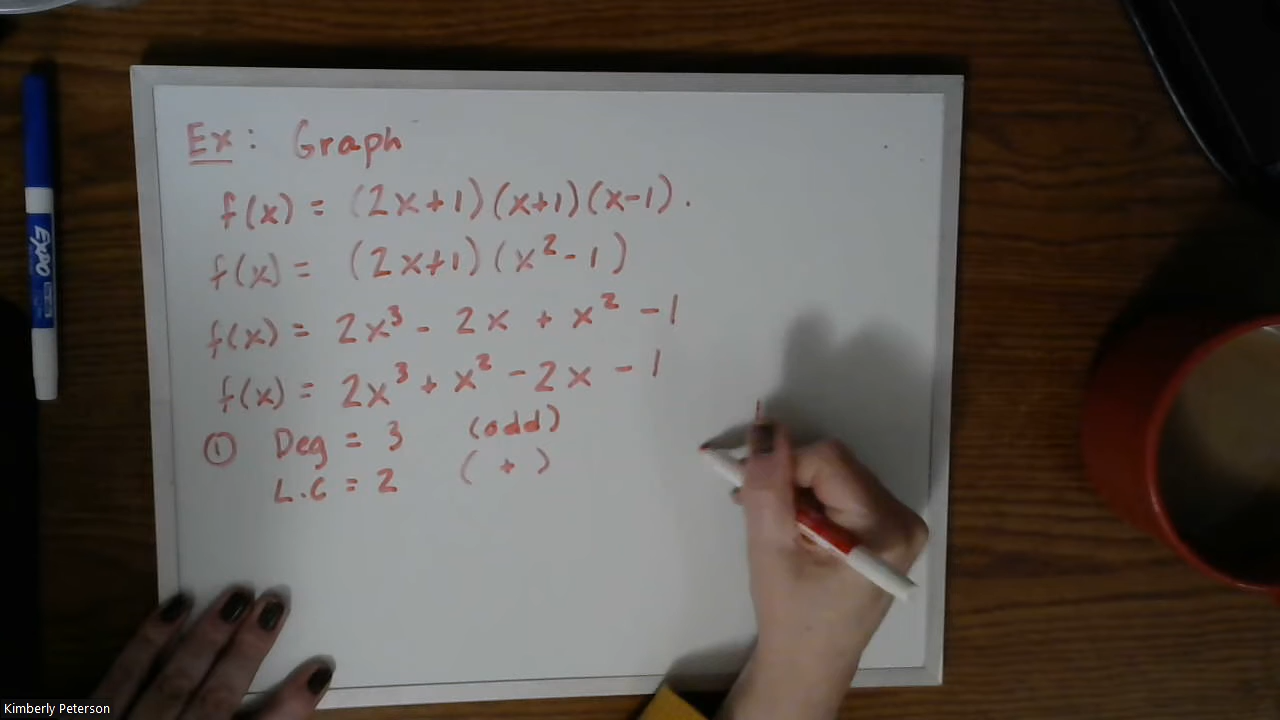 Ex: Graph
f(x) = (2x+1)(x+1)(x-1).
f(x) = (2x+1)(x² - 1)
f(x) = 2x³ - 2x + x² - 1
f(x) = 2x³ + x² - 2x - 1
① Deg = 3 (odd)
L.C = 2 ( + )
EXPO
Kimberly Peterson